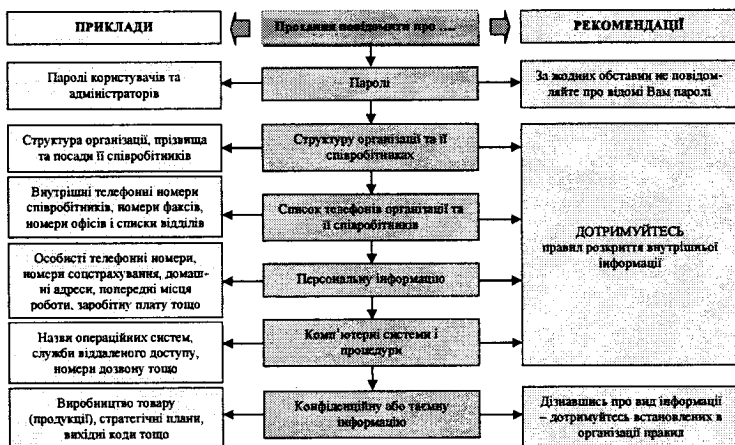 ПРИКЛАДИ
Прохання повідомити про ....
РЕКОМЕНДАЦІЇ
Паролі користувачів та
адміністраторів
Паролі
За жодних обставин не повідом-
ляйте про відомі Вам паролі
Структура організації, прізвища
та посади її співробітників
Структуру організації та її
співробітниках
Внутрішні телефонні номери
співробітників, номери факсів,
номери офісів і списки відділів
Список телефонів організації та
її співробітників
Особисті телефонні номери,
номери соцстрахування, домаш-
ні адреси, попередні місця
роботи, заробітну плату тощо
Персональну інформацію
Назви операційних систем,
служби віддаленого доступу,
номери дозвону тощо
Комп'ютерні системи і
процедури
ДОТРИМУЙТЕСЬ
правил розкриття внутрішньої
інформації
Виробництво товару
(продукції), стратегічні плани,
вихідні коди тощо
Конфіденційну або таємну
інформацію
Дізнавшись про вид інформації
– дотримуйтесь встановлених в
організації правил